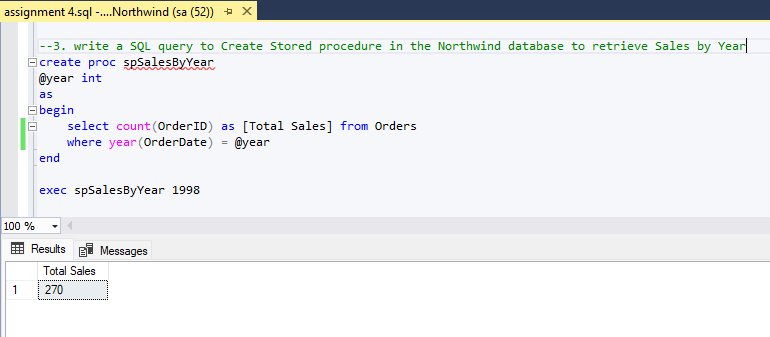 assignment 4.sql -....Northwind (sa (52))
--3. write a SQL query to Create Stored procedure in the Northwind database to retrieve Sales by Year
create proc spSalesByYear
@year int
as
begin
select count(OrderID) as [Total Sales] from Orders
where year(OrderDate) = @year
end
exec spSalesByYear 1998
100 %
Results Messages
Total Sales
1 270